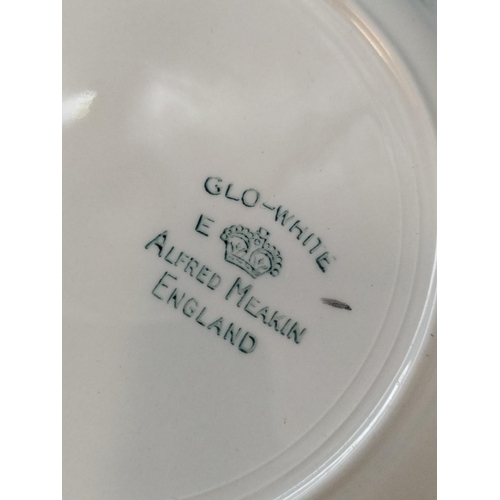 GLO-WHITE
E
ALFRED MEAKIN
ENGLAND